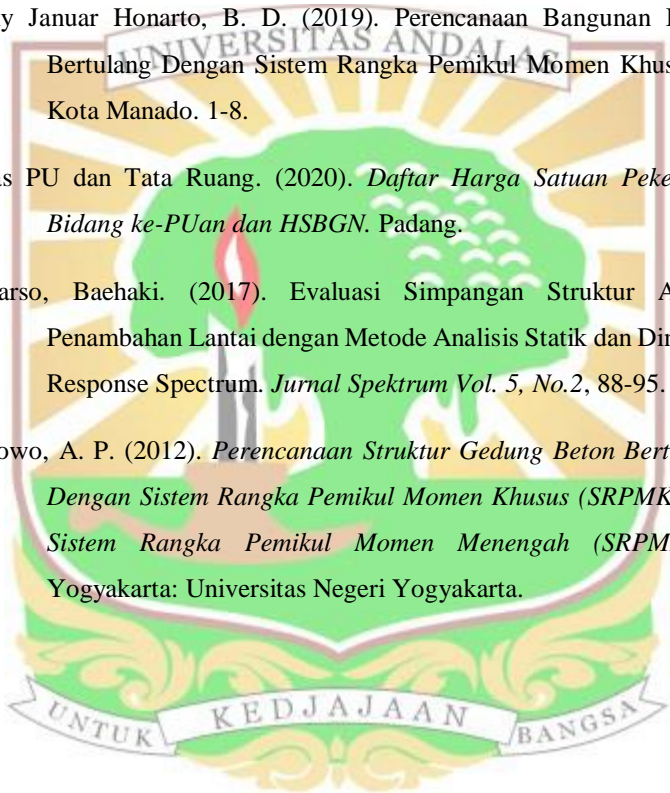 y Januar Honarto, B. D. (2019). Perencanaan Bangunan
UNIVERSITAS ANDALAS
Bertulang Dengan Sistem Rangka Pemikul Momen Khus
Kota Manado. 1-8.
as PU dan Tata Ruang. (2020). Daftar Harga Satuan Peke
Bidang ke-PUan dan HSBGN. Padang.
arso, Baehaki. (2017). Evaluasi Simpangan Struktur A
Penambahan Lantai dengan Metode Analisis Statik dan Din
Response Spectrum. Jurnal Spektrum Vol. 5, No.2, 88-95.
owo, A. P. (2012). Perencanaan Struktur Gedung Beton Bert
Dengan Sistem Rangka Pemikul Momen Khusus (SRPMK
Sistem Rangka Pemikul Momen Menengah (SRPM
Yogyakarta: Universitas Negeri Yogyakarta.
UNTUK KEDJAJAAN BANGSA